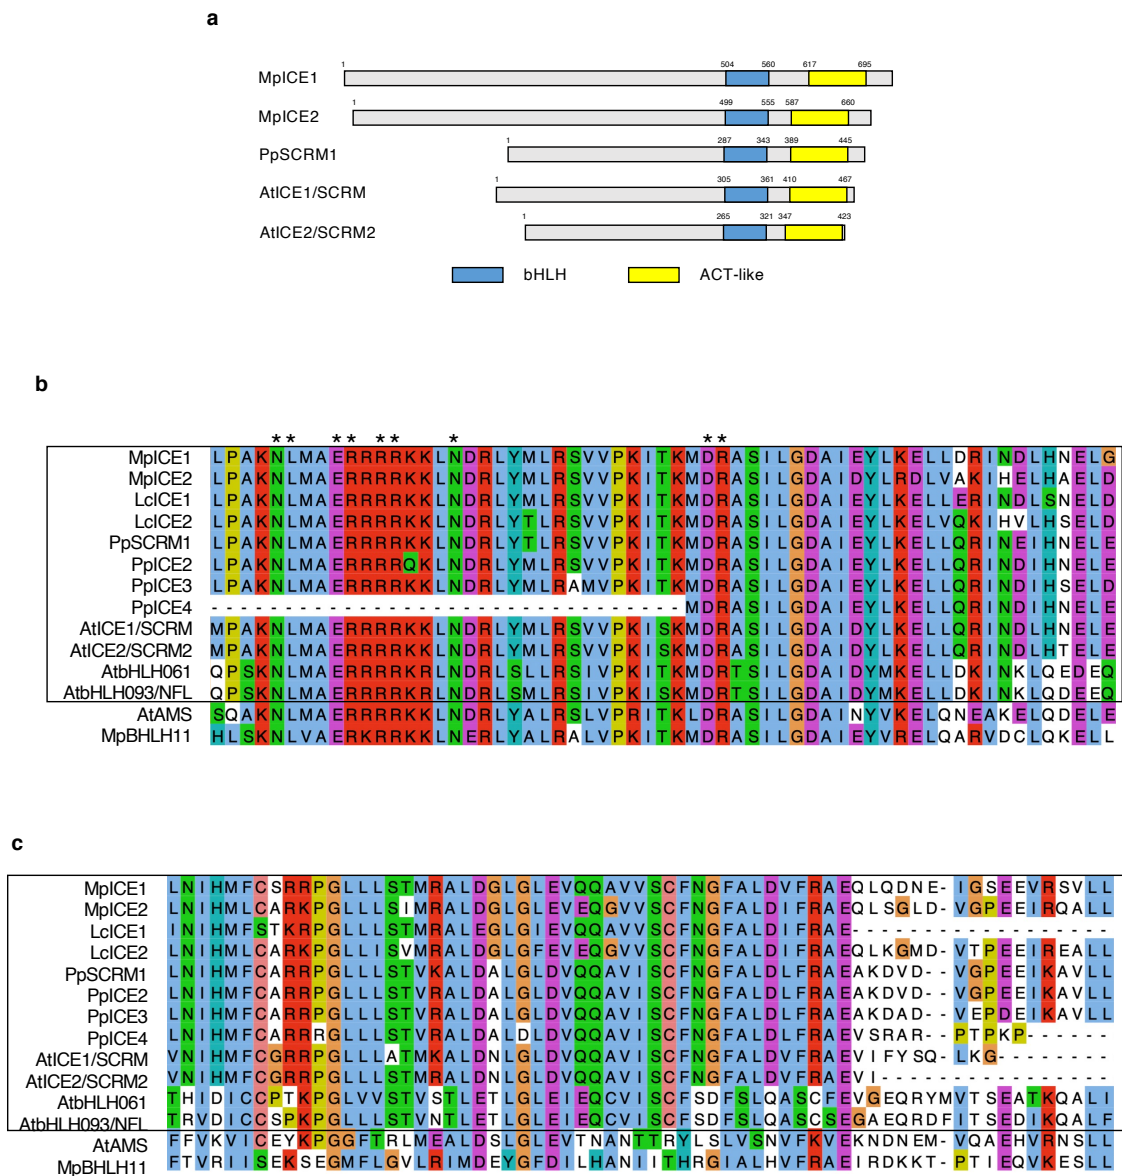 a
1 504 560 617 695
MpICE1
1 499 555 587 660
MpICE2
1 287 343 389 445
PpSCRM1
1 305 361 410 467
AtICE1/SCRM
1 265 321 347 423
AtICE2/SCRM2
bHLH ACT-like
b
** ** ** * **
MpICE1 LPAKNLMAERRRRKKLNDRLYMLRSVVPKITKMDRASILGDAIEYLKELLDRINDLHNELG
MpICE2 LPAKNLMAERRRRKKLNDRLYMLRSVVPKITKMDRASILGDAIDYLRDLVAKIHELHAELD
LcICE1 LPAKNLMAERRRRKKLNDRLYMLRSVVPKITKMDRASILGDAIEYLKELLERINDLSNELD
LcICE2 LPAKNLMAERRRRKKLNDRLYTLRSVVPKITKMDRASILGDAIEYLKELVQKIHVLHSELD
PpSCRM1 LPAKNLMAERRRRKKLNDRLYTLRSVVPKITKMDRASILGDAIEYLKELLQRINEIHNELE
PpICE2 LPAKNLMAERRRRQKLNDRLYMLRSVVPKITKMDRASILGDAIEYLKELLQRINDIHNELE
PpICE3 LPAKNLMAERRRRKKLNDRLYMLRAMVPKITKMDRASILGDAIEYLKELLQRINDLHSELD
PpICE4 --------------------------------MDRASILGDAIEYLKELLQRINDIHNELE
AtICE1/SCRM MPAKNLMAERRRRKKLNDRLYMLRSVVPKISKMDRASILGDAIDYLKELLQRINDLHNELE
AtICE2/SCRM2 MPAKNLMAERRRRKKLNDRLYMLRSVVPKISKMDRASILGDAIDYLKELLQRINDLHTELE
AtbHLH061 QPSKNLMAERRRRKRLNDRLSLLRSIVPKITKMDRTSILGDAIDYMKELLDKINKLQEDEQ
AtbHLH093/NFL QPSKNLMAERRRRKRLNDRLSMLRSIVPKISKMDRTSILGDAIDYMKELLDKINKLQDEEQ
AtAMS SQAKNLMAERRRRKKLNDRLYALRSLVPRITKLDRASILGDAINYVKELQNEAKELQDELE
MpBHLH11 HLSKNLVAERKRRKKLNERLYALRALVPKITKMDRASILGDAIEYVRELQARVDCLQKELL
c
MpICE1 LNIHMFCSRRPGLLLSTMRALDGLGLEVQQAVVSCFNGFALDVFRAEQLQDNE-IGSEEVRSVLL
MpICE2 LNIHMLCARKPGLLLSIMRALDGLGLEVEQGVVSCFNGFALDIFRAEQLSGLD-VGPEEIRQALL
LcICE1 INIHMFSTKRPGLLLSTMRALEGLGIEVQQAVVSCFNGFALDIFRAE------------------
LcICE2 LNIHMLCARKPGLLLSVMRALDGLGFEVEQGVVSCFNGFALDVFRAEQLKGMD-VTPEEIREALL
PpSCRM1 LNIHMFCARRPGLLLSTVKALDALGLDVQQAVISCFNGFALDLFRAEAKDVD--VGPEEIKAVLL
PpICE2 LNIHMFCARRPGLLLSTVRALDALGLDVQQAVISCFNGFALDLFRAEAKDVD--VGPEEIKAVLL
PpICE3 LNIHMFCARRPGLLLSTVRALDALGLDVQQAVISCFNGFALDLFRAEAKDAD--VEPDEIKAVLL
PpICE4 LNIHMFCARRRGLLLSTVRALDALDLDVQQAVISCFNGFALDLFRAEVSRAR--PTPKP------
AtICE1/SCRM VNIHMFCGRRPGLLLATMKALDNLGLDVQQAVISCFNGFALDVFRAEVIFYSQ-LKG--------
AtICE2/SCRM2 VNIHMFCGRRPGLLLSTMRALDNLGLDVQQAVISCFNGFALDVFRAEVI----------------
AtbHLH061 THIDICCPTKPGLVVSTVSTLETLGLEIEQCVISCFSDFSLQASCFEVGEQRYMVTSEATKQALI
AtbHLH093/NFL TRVDICCSPKPGLLLSTVNTLETLGLEIEQCVISCFSDFSLQASCSEGAEQRDFITSEDIKQALF
AtAMS FFVKVICEYKPGGFTRLMEALDSLGLEVTNANTTRYLSLVSNVFKVEKNDNEM-VQAEHVRNSLL
MpBHLH11 FTVRIISEKSEGMFLGVLRIMDEYGFDILHANIITHRGIALHVFRAEIRDKKT-PTIEQVKESLL